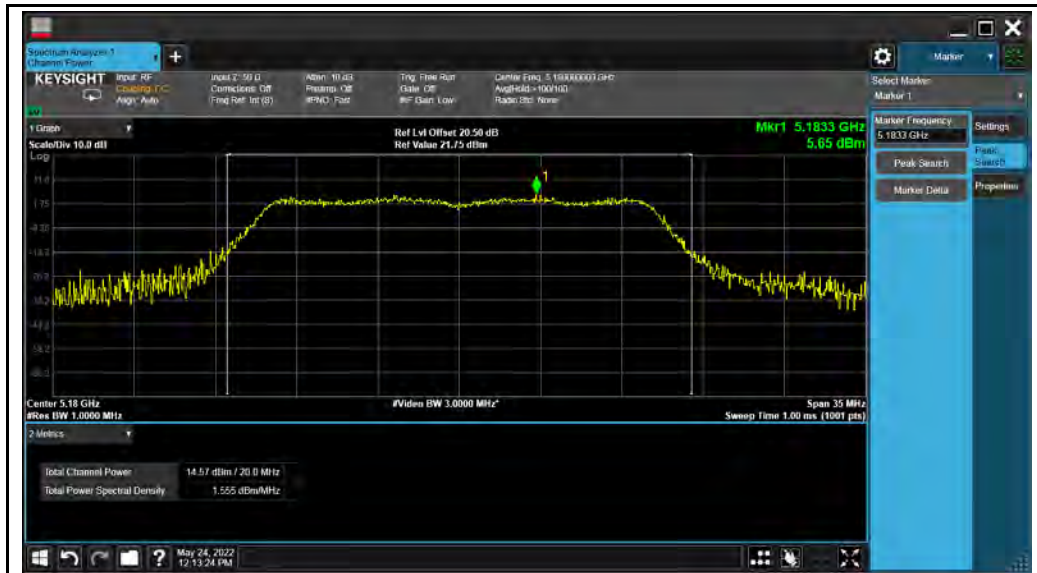 Spectrum Analyzer 1
Channel Power
+
Marker
KEYSIGHT
Input: RF
Coupling: DC
Align: Auto
Input Z: 50 Ω
Corrections: Off
Freq Ref: Int (S)
Atten: 10 dB
Preamp: Off
#PNO: Fast
Trig: Free Run
Gate: Off
#IF Gain: Low
Center Freq: 5.180000000 GHz
Avg|Hold:>100/100
Radio Std: None
Select Marker
Marker 1
1 Graph
Scale/Div 10.0 dB
Log
Ref Lvl Offset 20.50 dB
Ref Value 21.75 dBm
Mkr1 5.1833 GHz
5.65 dBm
1
1.75
Center 5.18 GHz
#Res BW 1.0000 MHz
#Video BW 3.0000 MHz*
Span 35 MHz
Sweep Time 1.00 ms (1001 pts)
Marker Frequency
5.1833 GHz
Peak Search
Marker Delta
Settings
Peak
Search
Properties
2 Metrics
Total Channel Power
14.57 dBm / 20.0 MHz
Total Power Spectral Density
1.555 dBm/MHz
?
May 24, 2022
12:13:24 PM